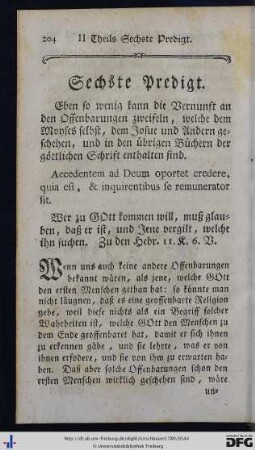 204 II Theils Sechste Predigt.
Sechste Predigt.
Eben so wenig kann die Vernunft an
den Offenbarungen zweifeln, welche dem
Moyses selbst, dem Josue und Andern ge-
schehen, und in den übrigen Büchern der
göttlichen Schrift enthalten sind.
Accedentem ad Deum oportet credere,
quia est, & inquirentibus se remunerator
sit.
Wer zu GOtt kommen will, muß glau-
ben, daß er ist, und Jene vergilt, welche
ihn suchen. Zu den Hebr. 11. K. 6. V.
Wenn uns auch keine andere Offenbarungen
bekannt wären, als jene, welche GOtt
den ersten Menschen gethan hat: so könnte man
nicht läugnen, daß es eine geoffenbarte Religion
gebe, weil diese nichts als ein Begriff solcher
Wahrheiten ist, welche GOtt den Menschen zu
dem Ende geoffenbaret hat, damit er sich ihnen
zu erkennen gäbe, und sie lehrte, was er von
ihnen erfodere, und sie von ihm zu erwarten ha-
ben. Daß aber solche Offenbarungen schon den
ersten Menschen wirklich geschehen sind, wäre
un-
© Universitätsbibliothek Freiburg
gefördert durch die
DFG